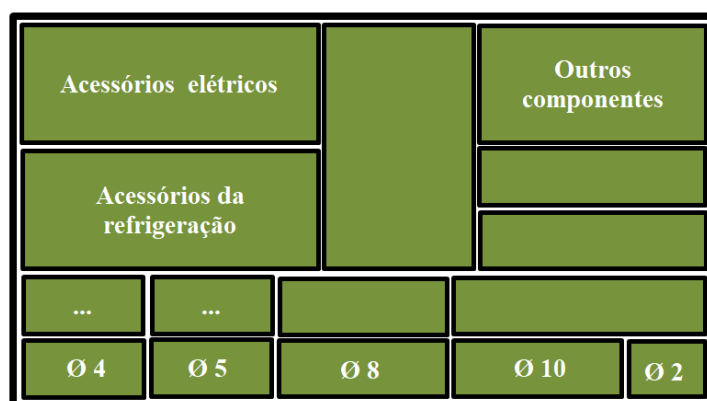 Acessórios elétricos
Outros
componentes
Acessórios da
refrigeração
...
...
Ø 4
Ø 5
Ø 8
Ø 10
Ø 2